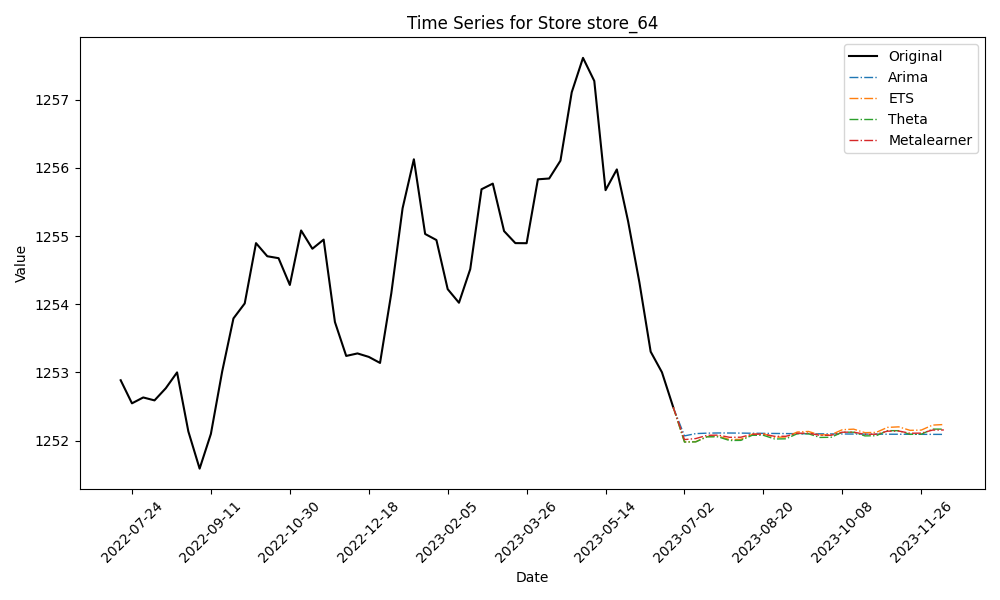 Time Series for Store store_64
Original
Arima
ETS
Theta
Metalearner
Value
1257
1256
1255
1254
1253
1252
2022-07-24
2022-09-11
2022-10-30
2022-12-18
2023-02-05
2023-03-26
2023-05-14
2023-07-02
2023-08-20
2023-10-08
2023-11-26
Date